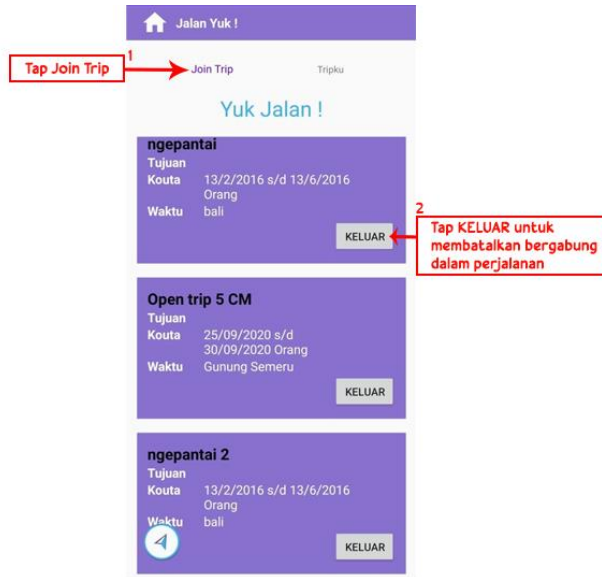 Jalan Yuk !
1
Tap Join Trip
Join Trip
Tripku
Yuk Jalan !
ngepantai
Tujuan
Kouta 13/2/2016 s/d 13/6/2016
Orang
Waktu bali
KELUAR
2
Tap KELUAR untuk
membatalkan bergabung
dalam perjalanan
Open trip 5 CM
Tujuan
Kouta 25/09/2020 s/d
30/09/2020 Orang
Waktu Gunung Semeru
KELUAR
ngepantai 2
Tujuan
Kouta 13/2/2016 s/d 13/6/2016
Orang
Waktu bali
KELUAR